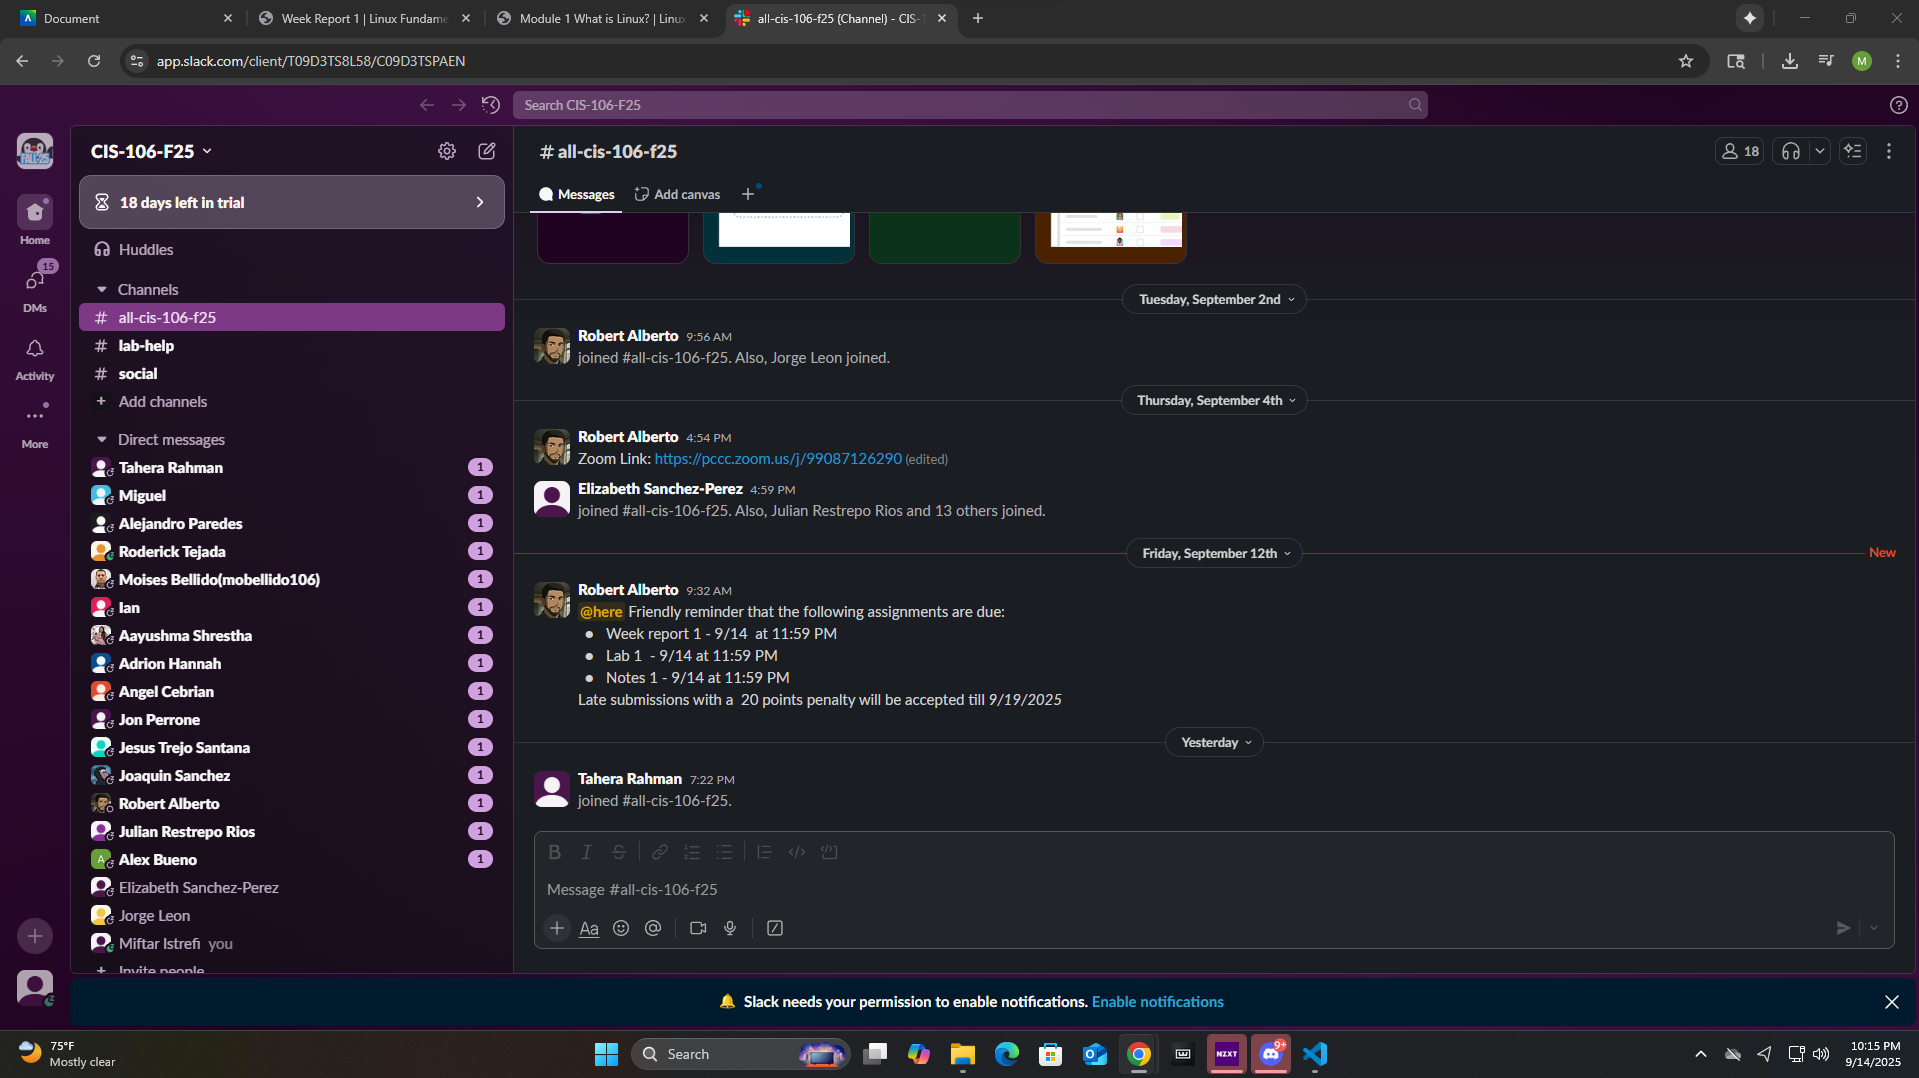 Document
Week Report 1 | Linux Fundame
Module 1 What is Linux? | Linux
all-cis-106-f25 (Channel) - CIS-1
app.slack.com/client/T09D3TS8L58/C09D3TSPAEN
M
Search CIS-106-F25
FALL-25
CIS-106-F25
# all-cis-106-f25
18
18 days left in trial
Messages
Add canvas
Home
Huddles
15
DMs
Channels
# all-cis-106-f25
# lab-help
Activity
# social
Add channels
More
Direct messages
Tahera Rahman 1
Miguel 1
Alejandro Paredes 1
Roderick Tejada 1
Moises Bellido(mobellido106) 1
Ian 1
Aayushma Shrestha 1
Adrion Hannah 1
Angel Cebrian 1
Jon Perrone 1
Jesus Trejo Santana 1
Joaquin Sanchez 1
Robert Alberto 1
Julian Restrepo Rios 1
A Alex Bueno 1
Elizabeth Sanchez-Perez
Jorge Leon
Miftar Istrefi you
Invite people
Tuesday, September 2nd
Robert Alberto 9:56 AM
joined #all-cis-106-f25. Also, Jorge Leon joined.
Thursday, September 4th
Robert Alberto 4:54 PM
Zoom Link: https://pccc.zoom.us/j/99087126290 (edited)
Elizabeth Sanchez-Perez 4:59 PM
joined #all-cis-106-f25. Also, Julian Restrepo Rios and 13 others joined.
Friday, September 12th
New
Robert Alberto 9:32 AM
@here Friendly reminder that the following assignments are due:
• Week report 1 - 9/14 at 11:59 PM
• Lab 1 - 9/14 at 11:59 PM
• Notes 1 - 9/14 at 11:59 PM
Late submissions with a 20 points penalty will be accepted till 9/19/2025
Yesterday
Tahera Rahman 7:22 PM
joined #all-cis-106-f25.
B I S
Message #all-cis-106-f25
Aa
Slack needs your permission to enable notifications. Enable notifications
75°F
Mostly clear
Search
NZXT
9+
10:15 PM
9/14/2025